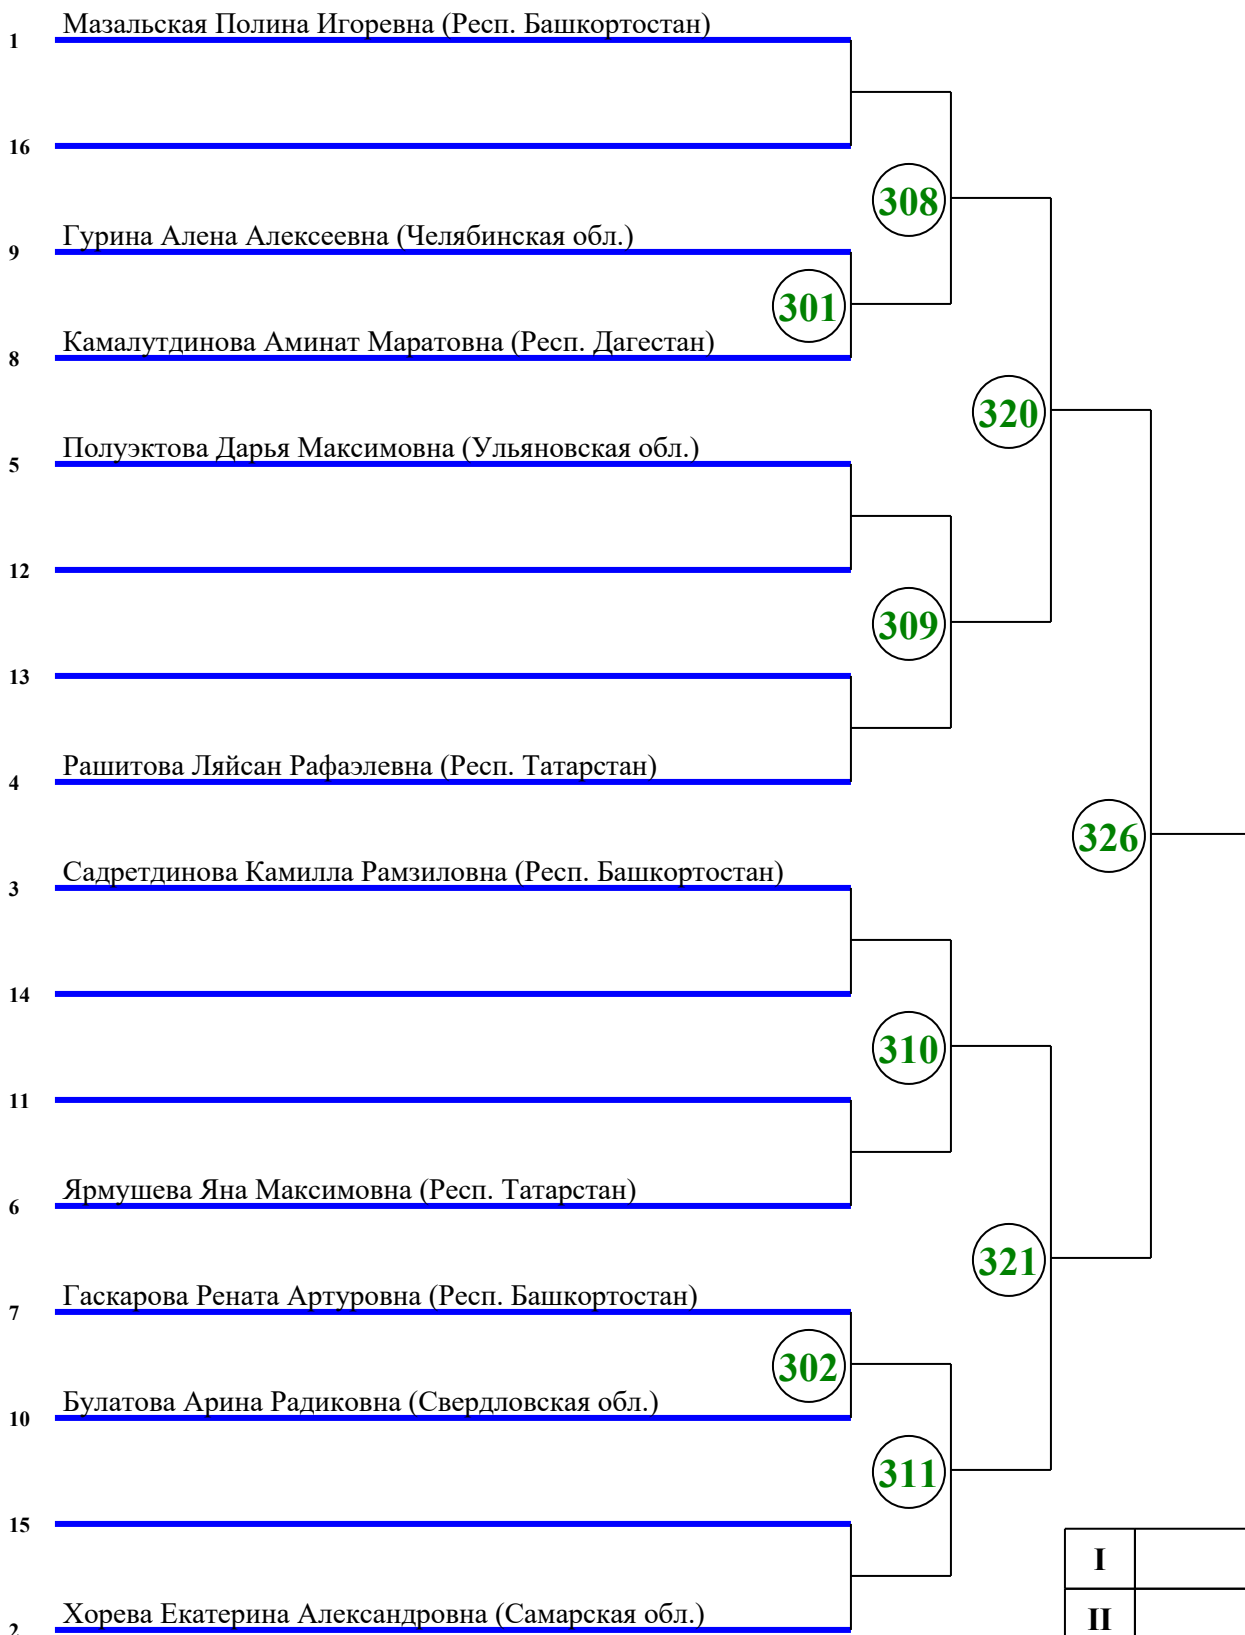 1 Мазальская Полина Игоревна (Респ. Башкортостан)
16
308
9 Гурина Алена Алексеевна (Челябинская обл.)
301
8 Камалутдинова Аминат Маратовна (Респ. Дагестан)
320
5 Полуэктова Дарья Максимовна (Ульяновская обл.)
12
309
13
4 Рашитова Ляйсан Рафаэлевна (Респ. Татарстан)
326
3 Садретдинова Камилла Рамзиловна (Респ. Башкортостан)
14
310
11
6 Ярмушева Яна Максимовна (Респ. Татарстан)
321
7 Гаскарова Рената Артуровна (Респ. Башкортостан)
302
10 Булатова Арина Радиковна (Свердловская обл.)
311
15
I
2 Хорева Екатерина Александровна (Самарская обл.)
II